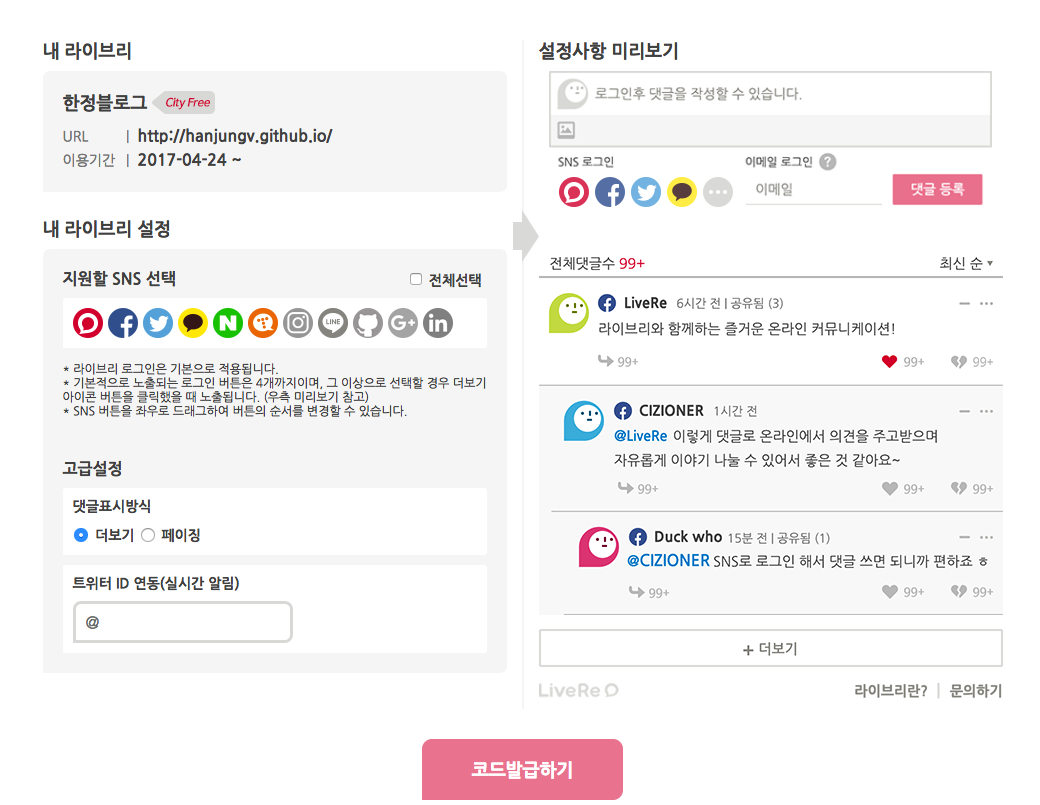 내 라이브리
한정블로그 City Free
URL | http://hanjungv.github.io/
이용기간 | 2017-04-24 ~
내 라이브리 설정
지원할 SNS 선택 전체선택
LINE G+ in
* 라이브리 로그인은 기본으로 적용됩니다.
* 기본적으로 노출되는 로그인 버튼은 4개까지이며, 그 이상으로 선택할 경우 더보기
아이콘 버튼을 클릭했을 때 노출됩니다. (우측 미리보기 참고)
* SNS 버튼을 좌우로 드래그하여 버튼의 순서를 변경할 수 있습니다.
고급설정
댓글표시방식
더보기 페이징
트위터 ID 연동(실시간 알림)
@
설정사항 미리보기
로그인후 댓글을 작성할 수 있습니다.
SNS 로그인 이메일 로그인 ?
이메일 댓글 등록
전체댓글수 99+ 최신 순
LiveRe 6시간 전 | 공유됨 (3)
라이브리와 함께하는 즐거운 온라인 커뮤니케이션!
99+ 99+ 99+
CIZIONER 1시간 전
@LiveRe 이렇게 댓글로 온라인에서 의견을 주고받으며
자유롭게 이야기 나눌 수 있어서 좋은 것 같아요~
99+ 99+ 99+
Duck who 15분 전 | 공유됨 (1)
@CIZIONER SNS로 로그인 해서 댓글 쓰면 되니까 편하죠 ㅎ
99+ 99+ 99+
+ 더보기
LiveRe 라이브리란? | 문의하기
코드발급하기